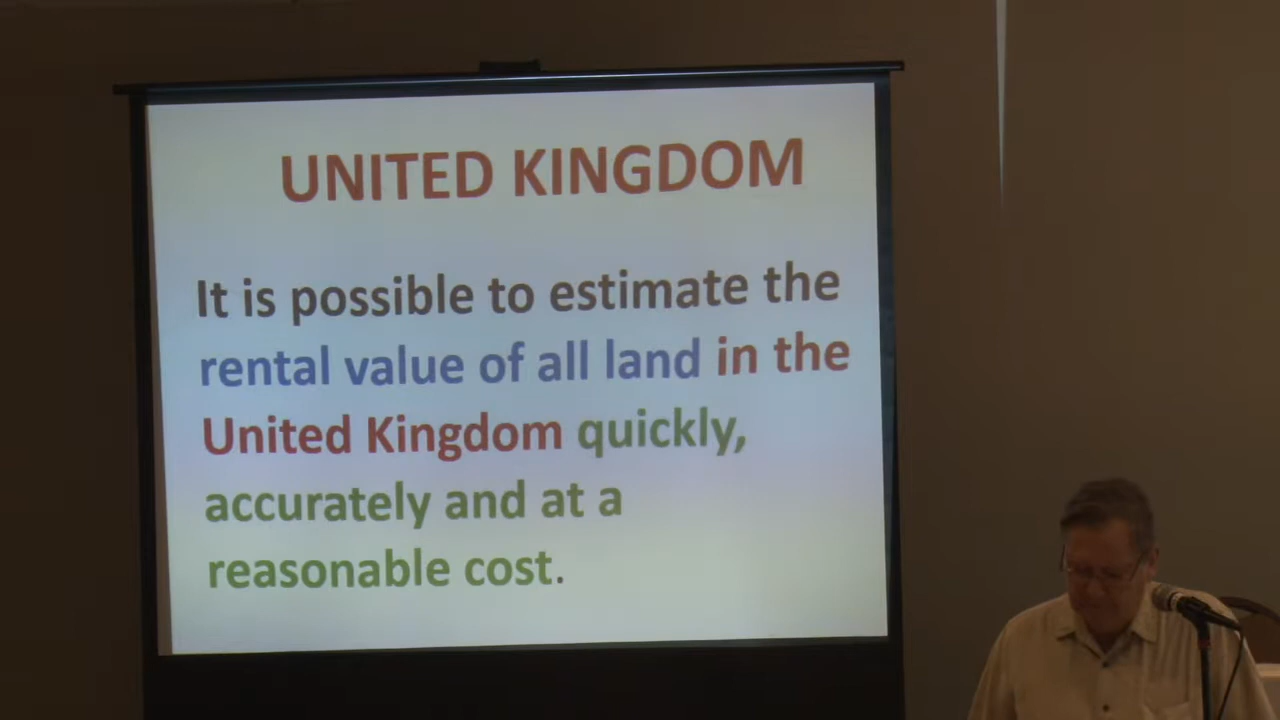 UNITED KINGDOM
It is possible to estimate the
rental value of all land in the
United Kingdom quickly,
accurately and at a
reasonable cost.